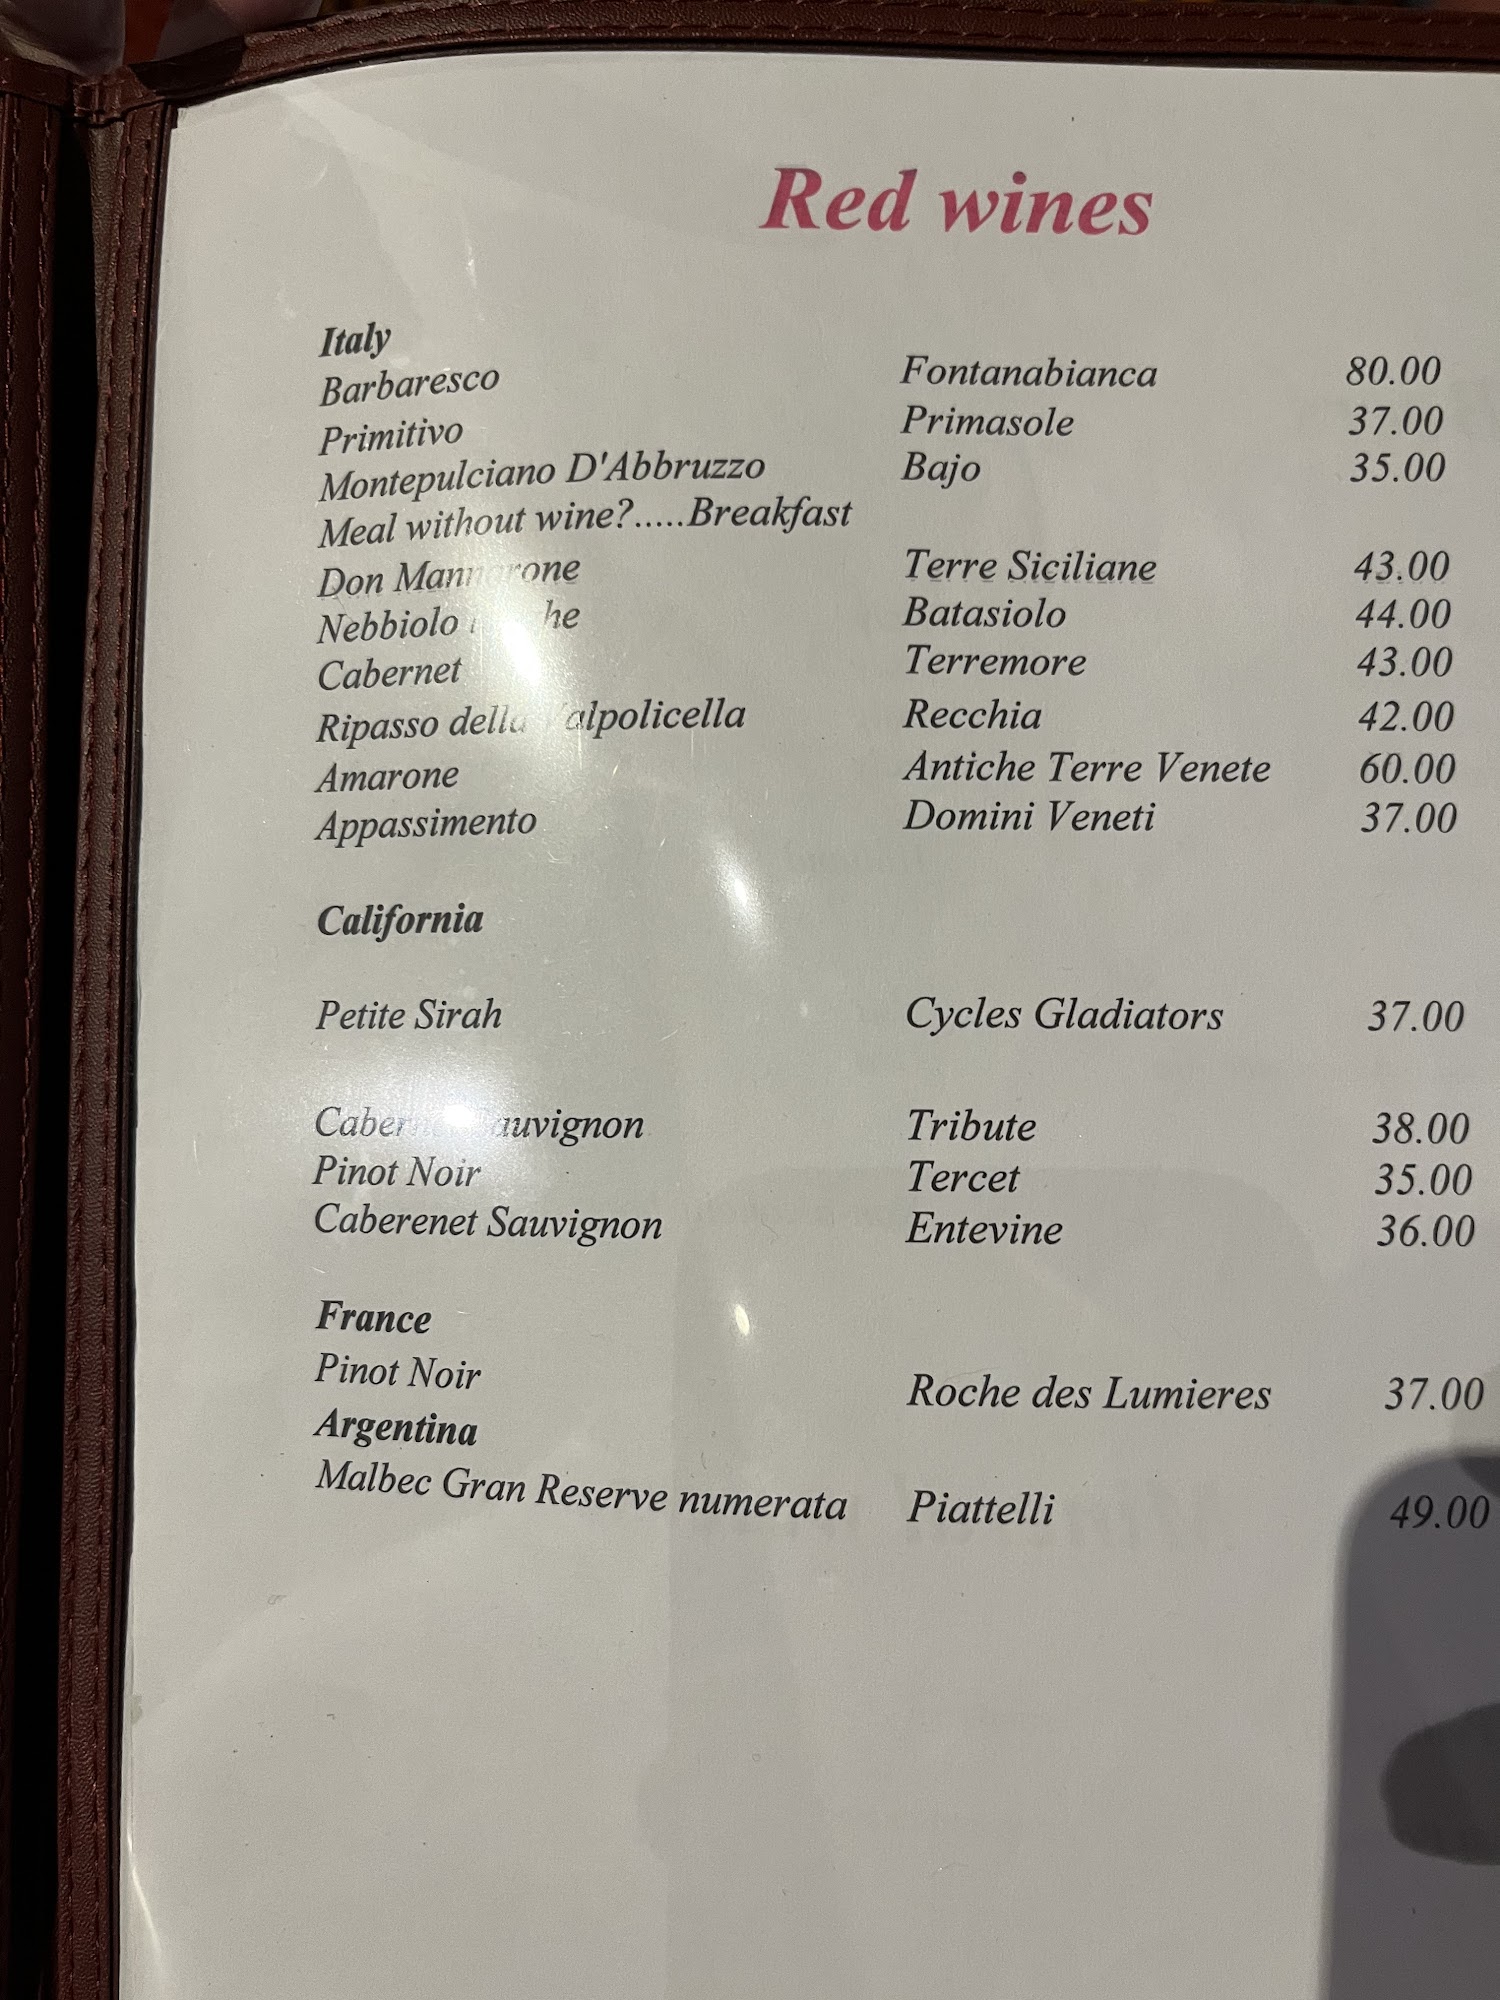 Red wines
Italy
Barbaresco Fontanabianca 80.00
Primitivo Primasole 37.00
Montepulciano D'Abbruzzo Bajo 35.00
Meal without wine?.....Breakfast
Don Terre Siciliane 43.00
Nebbiolo Batasiolo 44.00
Cabernet Terremore 43.00
Ripasso della Valpolicella Recchia 42.00
Amarone Antiche Terre Venete 60.00
Appassimento Domini Veneti 37.00
California
Petite Sirah Cycles Gladiators 37.00
Cabernet Sauvignon Tribute 38.00
Pinot Noir Tercet 35.00
Caberenet Sauvignon Entevine 36.00
France
Pinot Noir Roche des Lumieres 37.00
Argentina
Malbec Gran Reserve numerata Piattelli 49.00